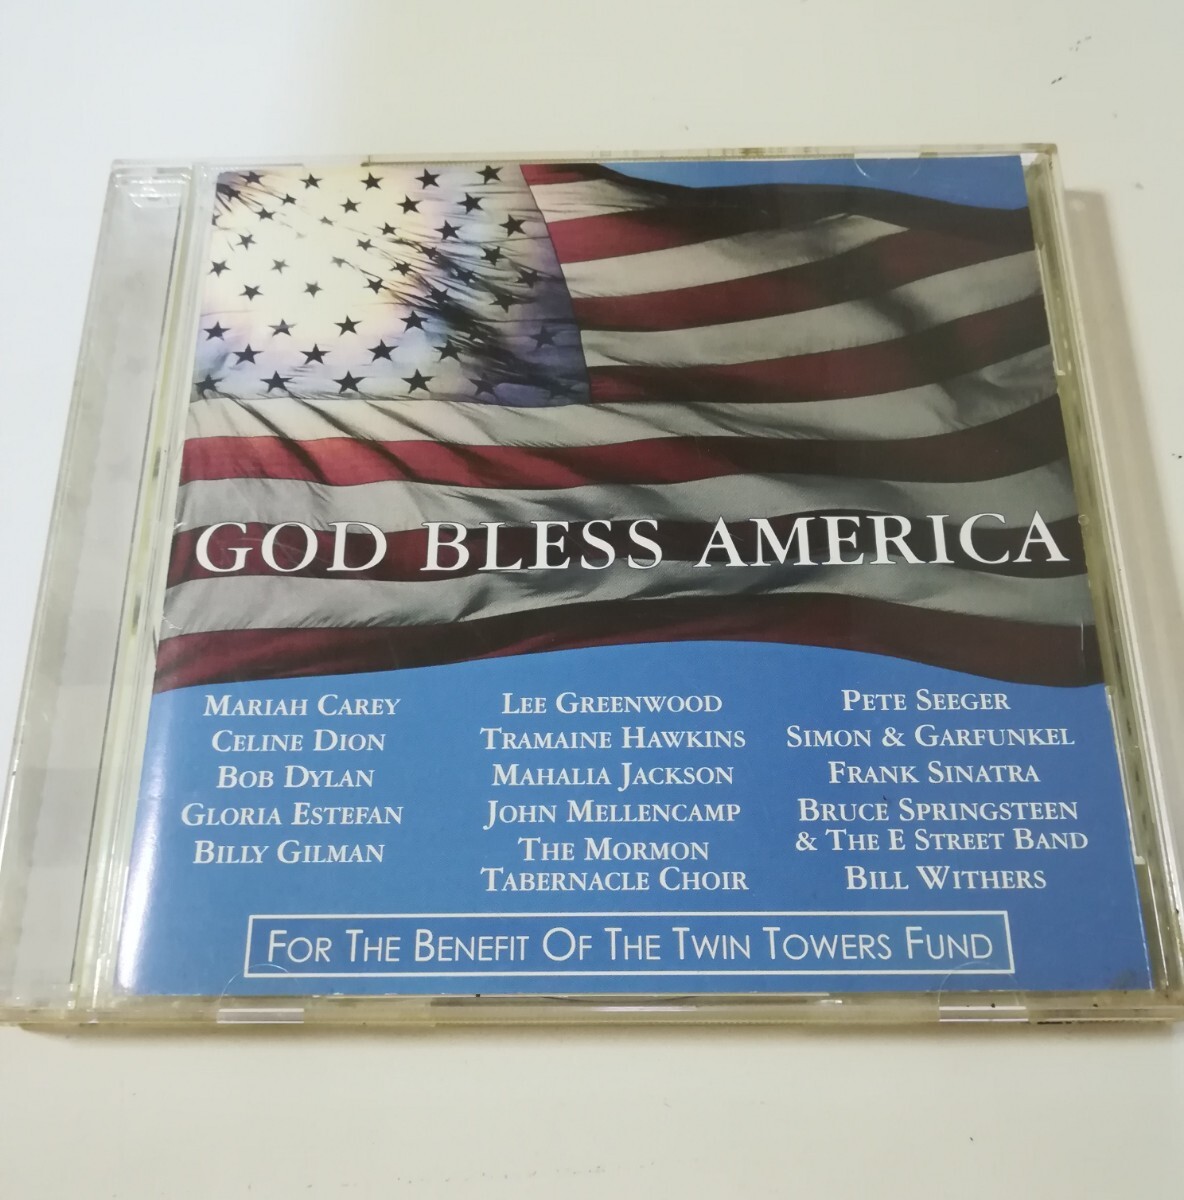 GOD BLESS AMERICA
MARIAH CAREY
CELINE DION
BOB DYLAN
GLORIA ESTEFAN
BILLY GILMAN
LEE GREENWOOD
TRAMAINE HAWKINS
MAHALIA JACKSON
JOHN MELLENCAMP
THE MORMON
TABERNACLE CHOIR
PETE SEEGER
SIMON & GARFUNKEL
FRANK SINATRA
BRUCE SPRINGSTEEN
& THE E STREET BAND
BILL WITHERS
FOR THE BENEFIT OF THE TWIN TOWERS FUND